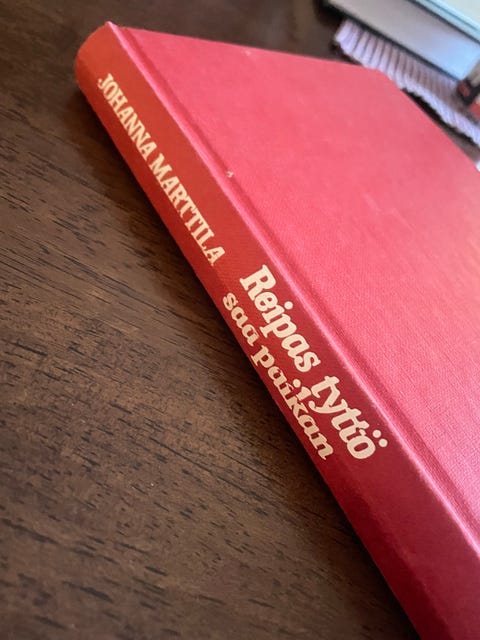 JOHANNA MARTTILA
Reipas tyttö
saa paikan